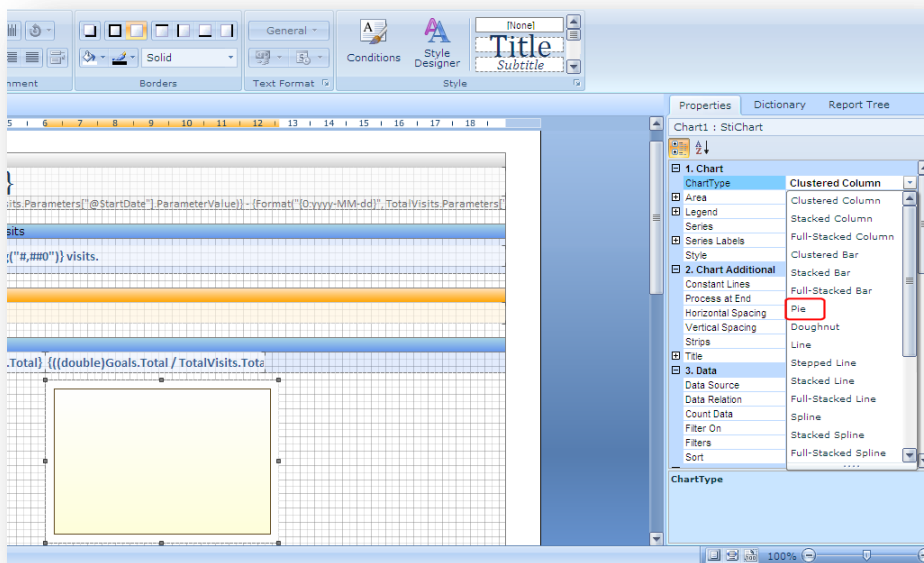 General
Solid
Conditions
Style
Designer
[None]
Title
Subtitle
nment
Borders
Text Format
Style
Properties
Dictionary
Report Tree
5 6 7 8 9 10 11 12 13 14 15 16 17 18
Chart1 : StiChart
1. Chart
ChartType
Clustered Column
Area
Legend
Series
Series Labels
Style
2. Chart Additional
Constant Lines
Process at End
Horizontal Spacing
Vertical Spacing
Strips
Title
3. Data
Data Source
Data Relation
Count Data
Filter On
Filters
Sort
Clustered Column
Stacked Column
Full-Stacked Column
Clustered Bar
Stacked Bar
Full-Stacked Bar
Pie
Doughnut
Line
Stepped Line
Stacked Line
Full-Stacked Line
Spline
Stacked Spline
Full-Stacked Spline
}
sits.Parameters["@StartDate"].ParameterValue)} - {Format("{0:yyyy-MM-dd}", TotalVisits.Parameters["
sits
g("#,##0")} visits.
.Total} {((double)Goals.Total / TotalVisits.Tota
ChartType
100%